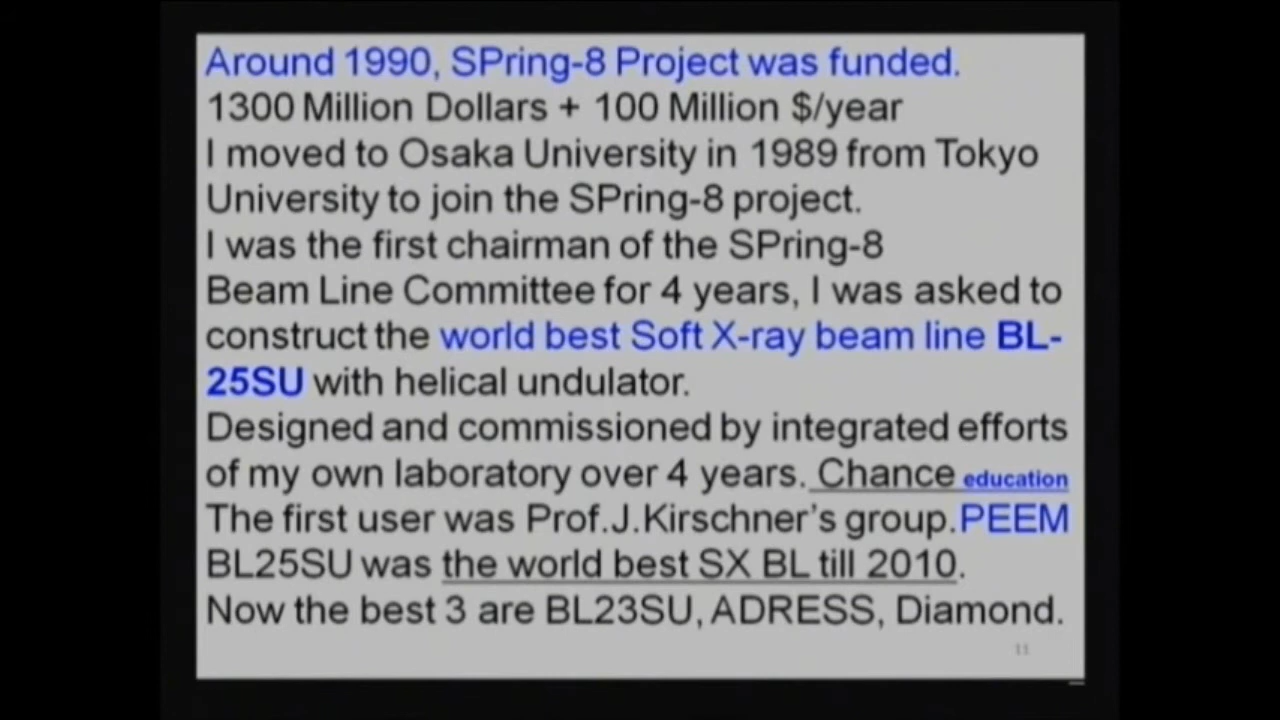 Around 1990, SPring-8 Project was funded.
1300 Million Dollars + 100 Million $/year
I moved to Osaka University in 1989 from Tokyo
University to join the SPring-8 project.
I was the first chairman of the SPring-8
Beam Line Committee for 4 years, I was asked to
construct the world best Soft X-ray beam line BL-
25SU with helical undulator.
Designed and commissioned by integrated efforts
of my own laboratory over 4 years. Chance education
The first user was Prof.J.Kirschner's group.PEEM
BL25SU was the world best SX BL till 2010.
Now the best 3 are BL23SU, ADRESS, Diamond.
11